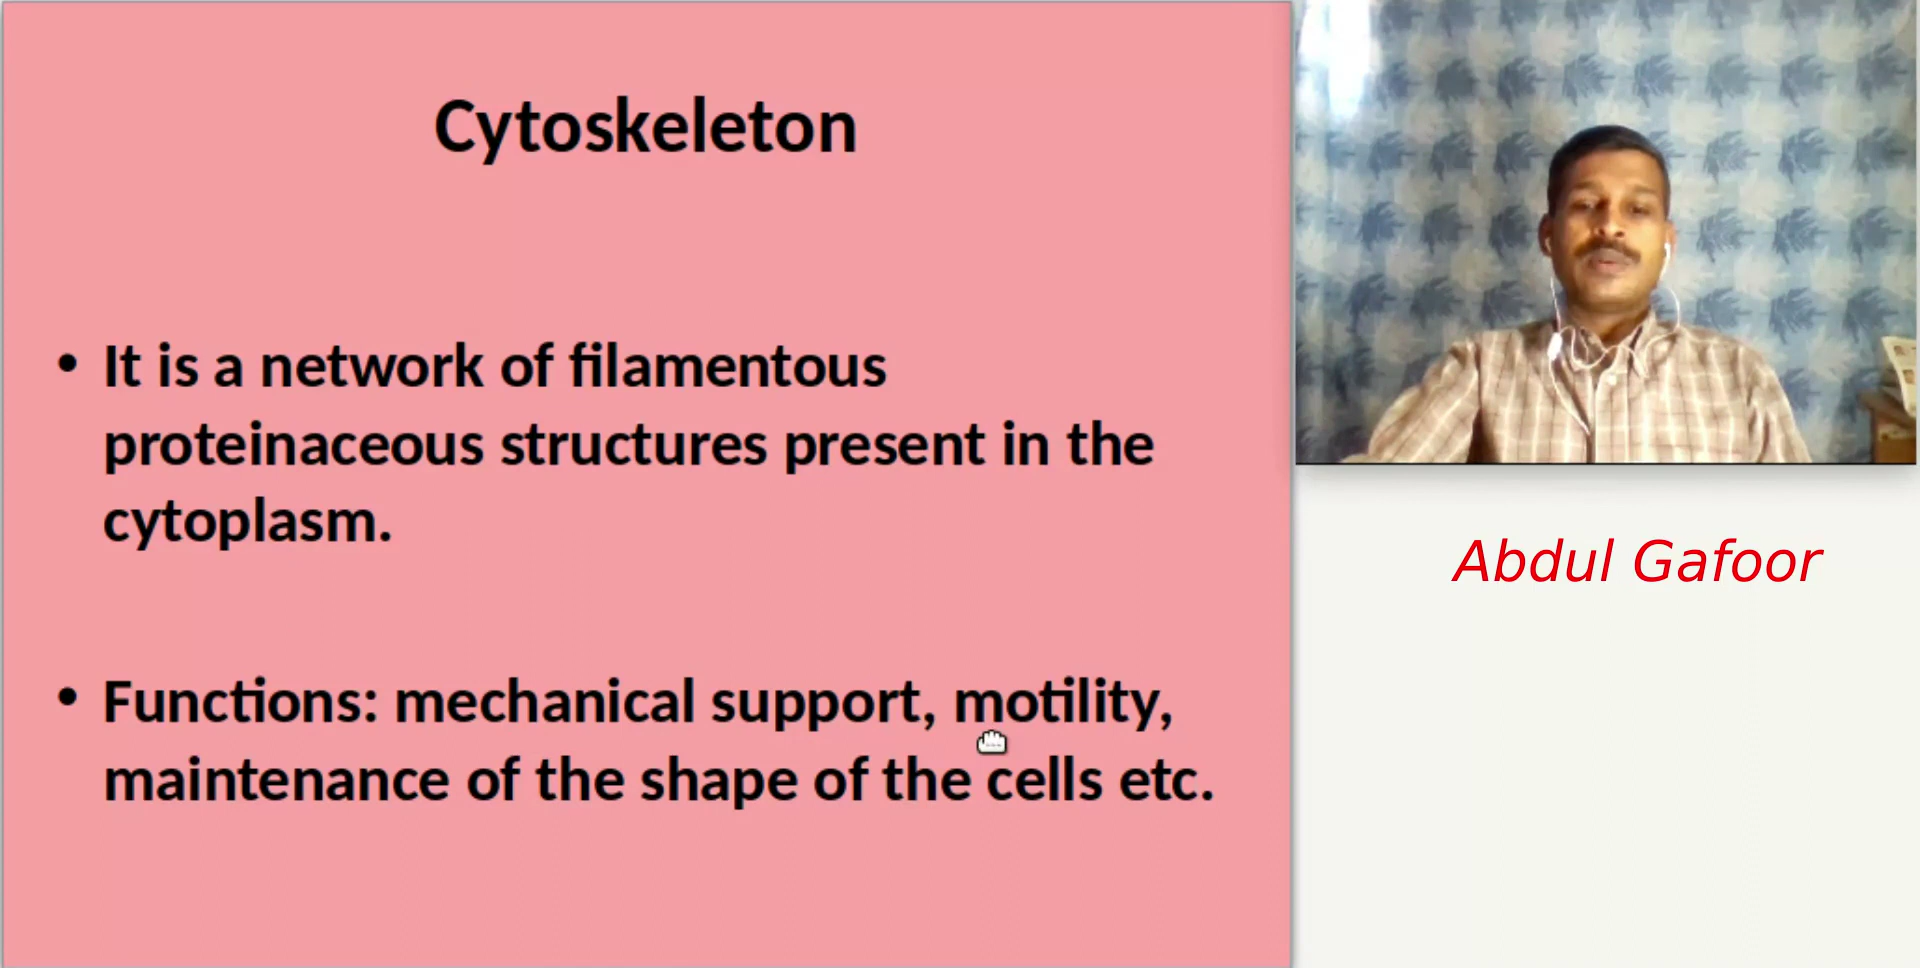 Cytoskeleton
• It is a network of filamentous
proteinaceous structures present in the
cytoplasm.
• Functions: mechanical support, motility,
maintenance of the shape of the cells etc.
Abdul Gafoor